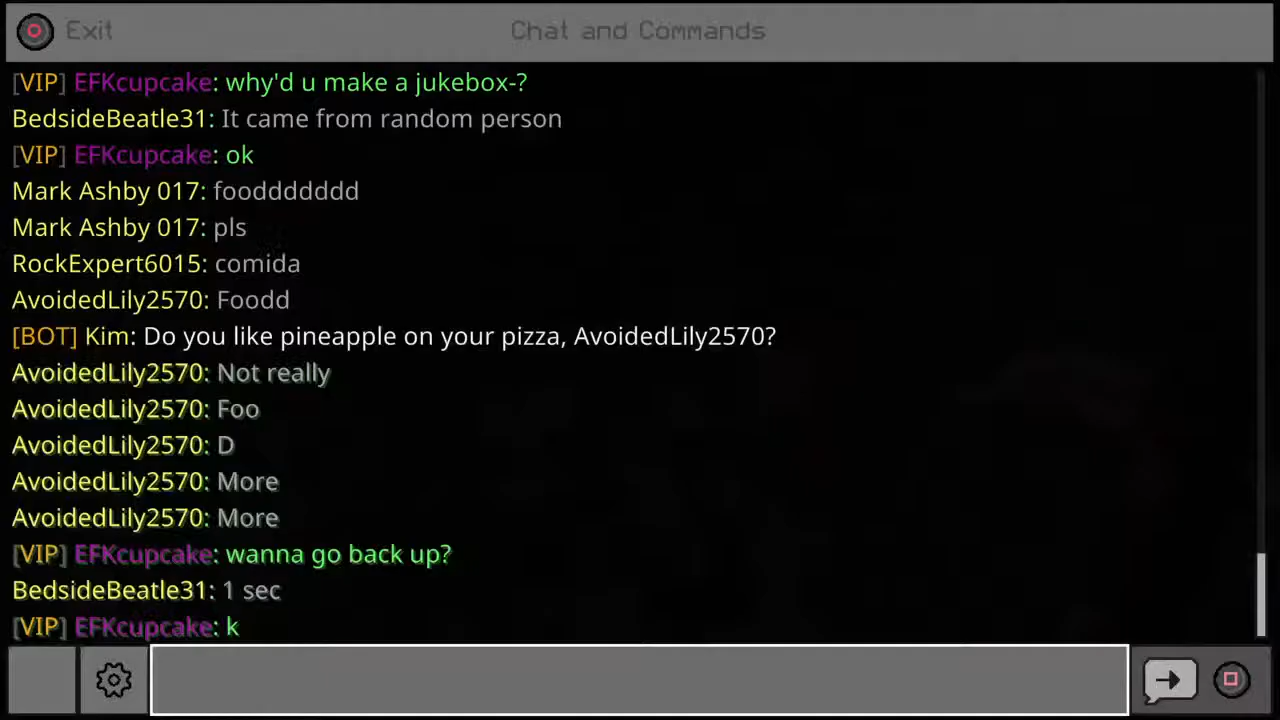 Exit
Chat and Commands
[VIP] EFKcupcake: why'd u make a jukebox-?
BedsideBeatle31: It came from random person
[VIP] EFKcupcake: ok
Mark Ashby 017: fooddddddd
Mark Ashby 017: pls
RockExpert6015: comida
AvoidedLily2570: Foodd
[BOT] Kim: Do you like pineapple on your pizza, AvoidedLily2570?
AvoidedLily2570: Not really
AvoidedLily2570: Foo
AvoidedLily2570: D
AvoidedLily2570: More
AvoidedLily2570: More
[VIP] EFKcupcake: wanna go back up?
BedsideBeatle31: 1 sec
[VIP] EFKcupcake: k